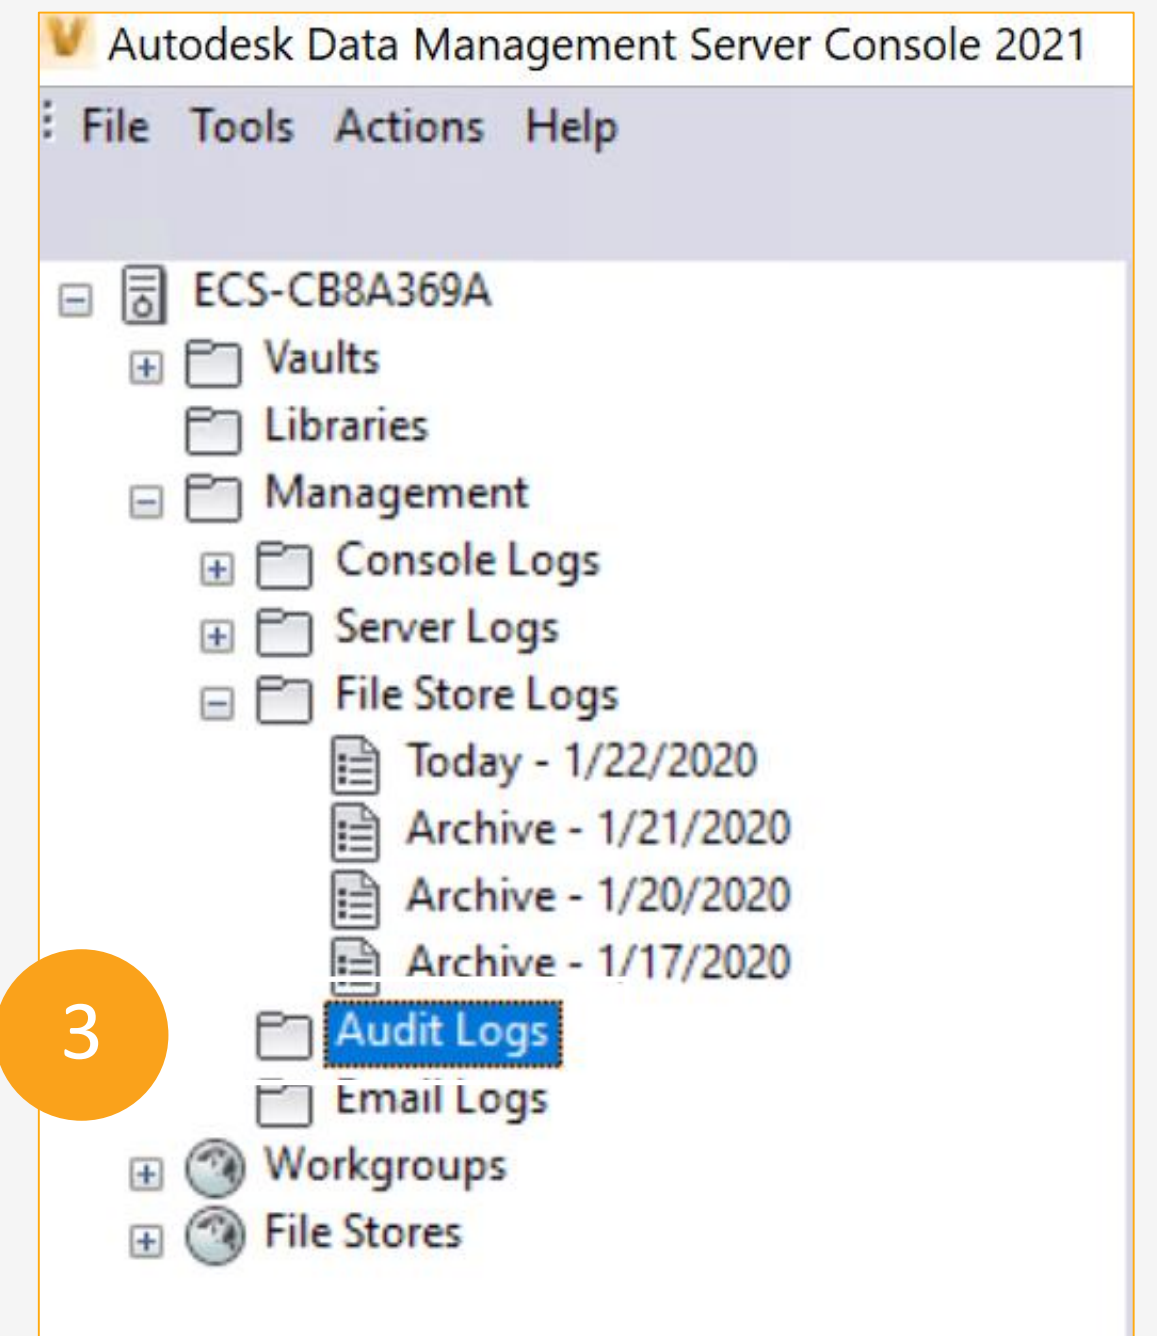 Autodesk Data Management Server Console 2021
File Tools Actions Help
ECS-CB8A369A
Vaults
Libraries
Management
Console Logs
Server Logs
File Store Logs
Today - 1/22/2020
Archive - 1/21/2020
Archive - 1/20/2020
Archive - 1/17/2020
3
Audit Logs
Email Logs
Workgroups
File Stores